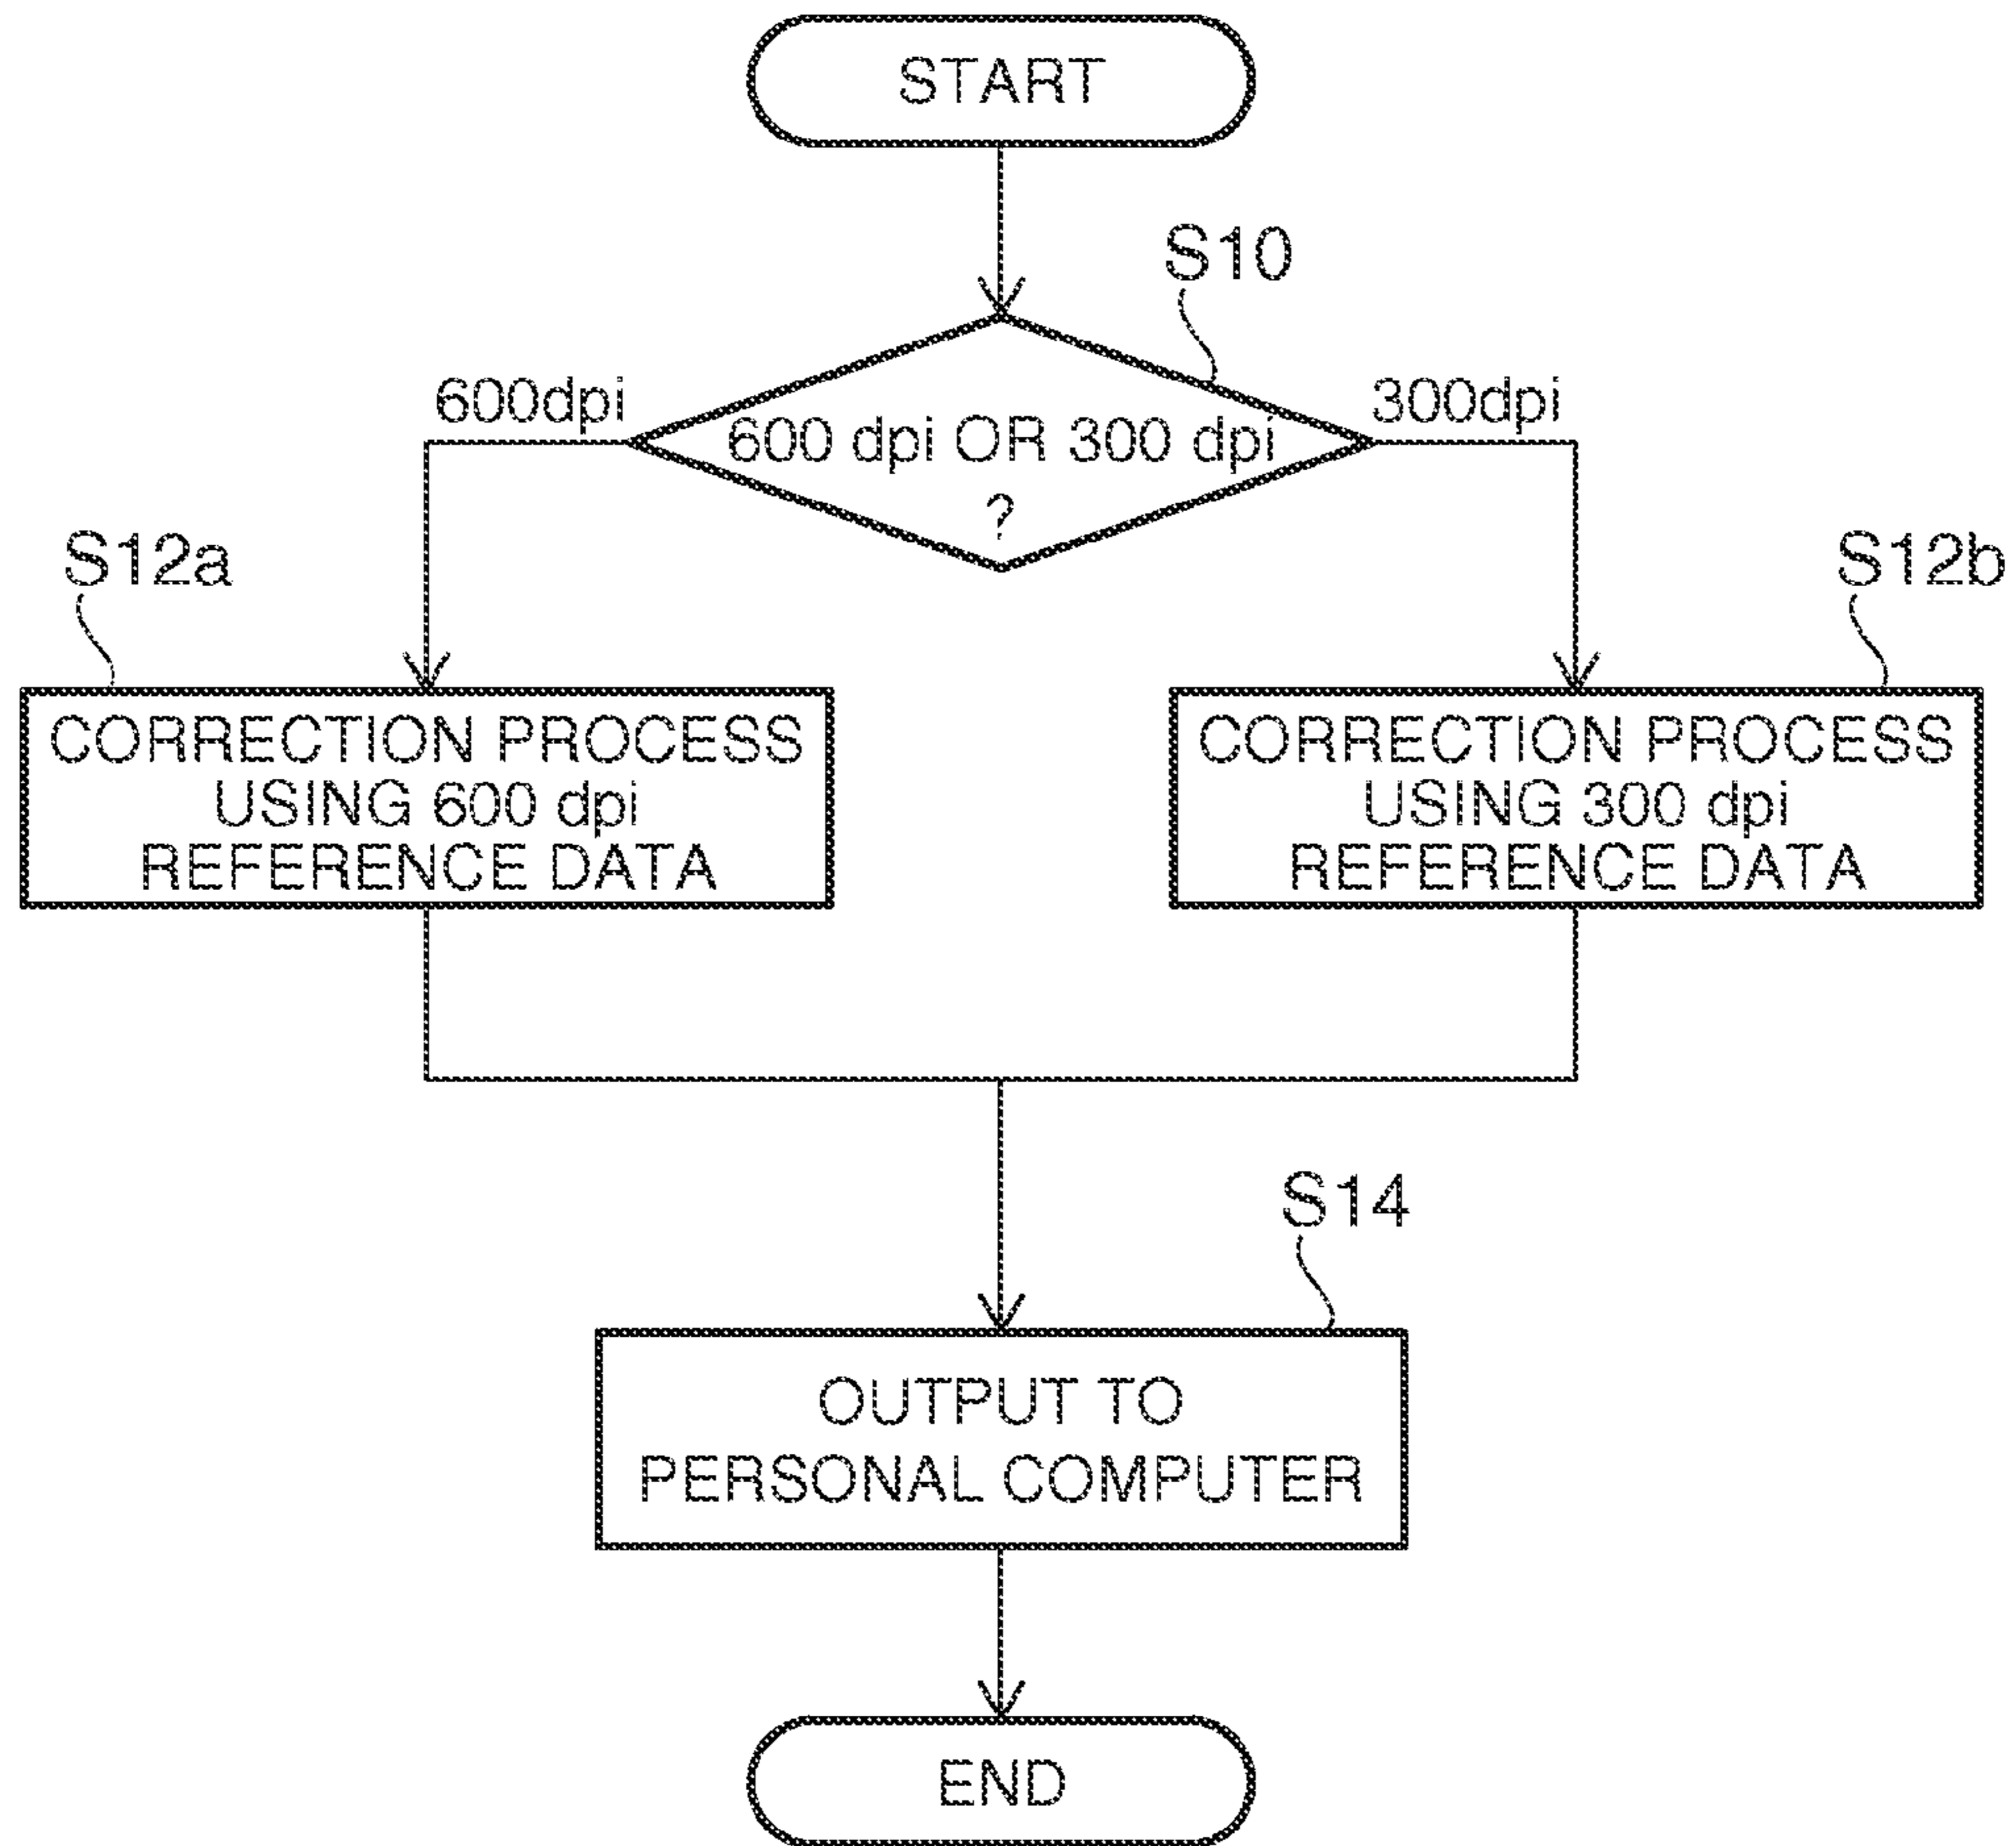 START
S10
600dpi
600 dpi OR 300 dpi
?
300dpi
S12a
S12b
CORRECTION PROCESS
USING 600 dpi
REFERENCE DATA
CORRECTION PROCESS
USING 300 dpi
REFERENCE DATA
S14
OUTPUT TO
PERSONAL COMPUTER
END